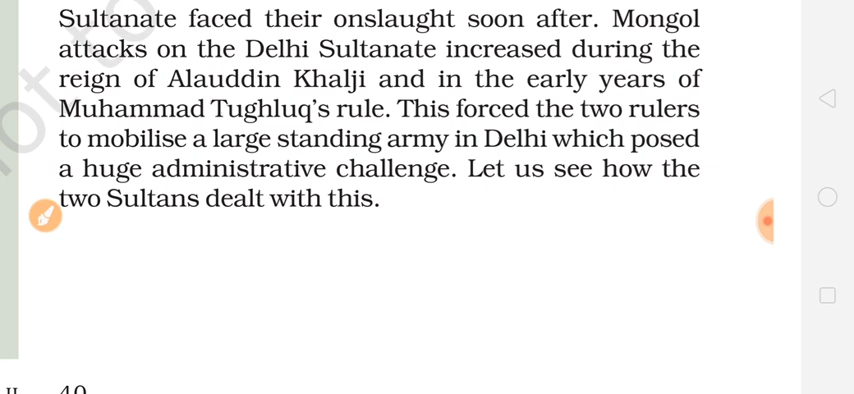 Sultanate faced their onslaught soon after. Mongol
attacks on the Delhi Sultanate increased during the
reign of Alauddin Khalji and in the early years of
Muhammad Tughluq's rule. This forced the two rulers
to mobilise a large standing army in Delhi which posed
a huge administrative challenge. Let us see how the
two Sultans dealt with this.